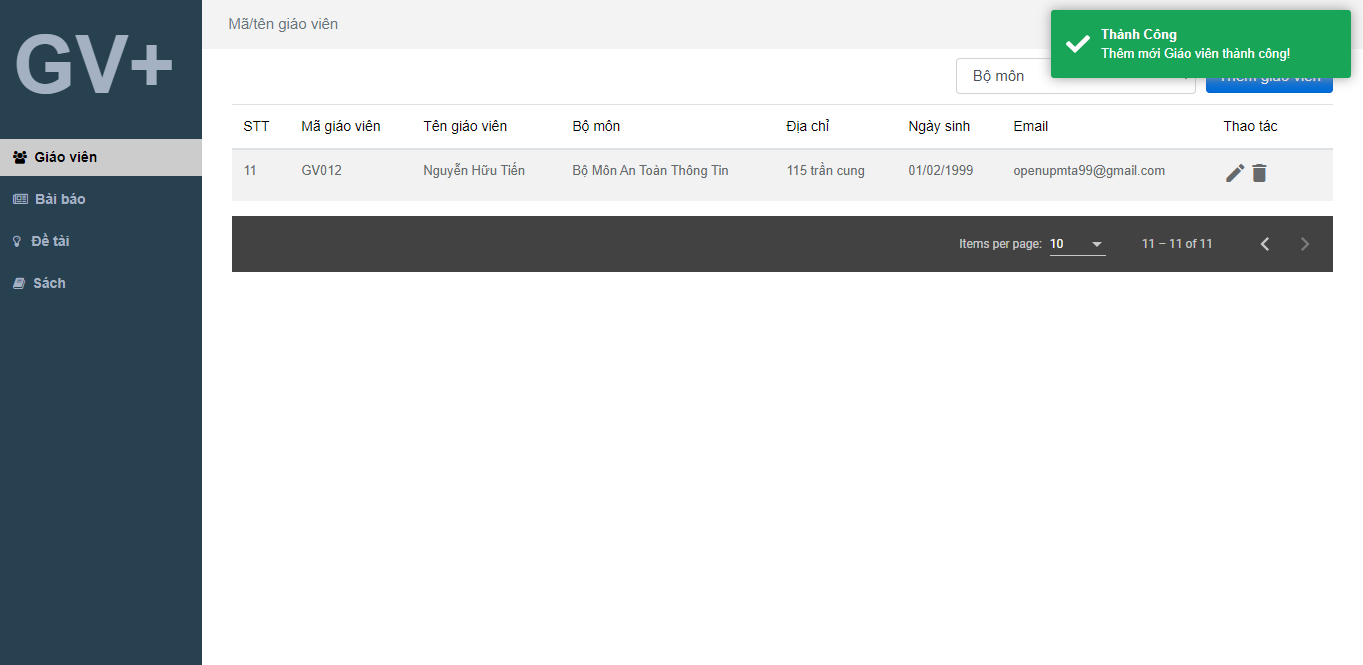 GV+
Mã/tên giáo viên
Thành Công
Thêm mới Giáo viên thành công!
Bộ môn
Thêm giáo viên
Giáo viên
Bài báo
Đề tài
Sách
STT Mã giáo viên Tên giáo viên Bộ môn Địa chỉ Ngày sinh Email Thao tác
11 GV012 Nguyễn Hữu Tiến Bộ Môn An Toàn Thông Tin 115 trần cung 01/02/1999 openupmta99@gmail.com
Items per page: 10 11 – 11 of 11